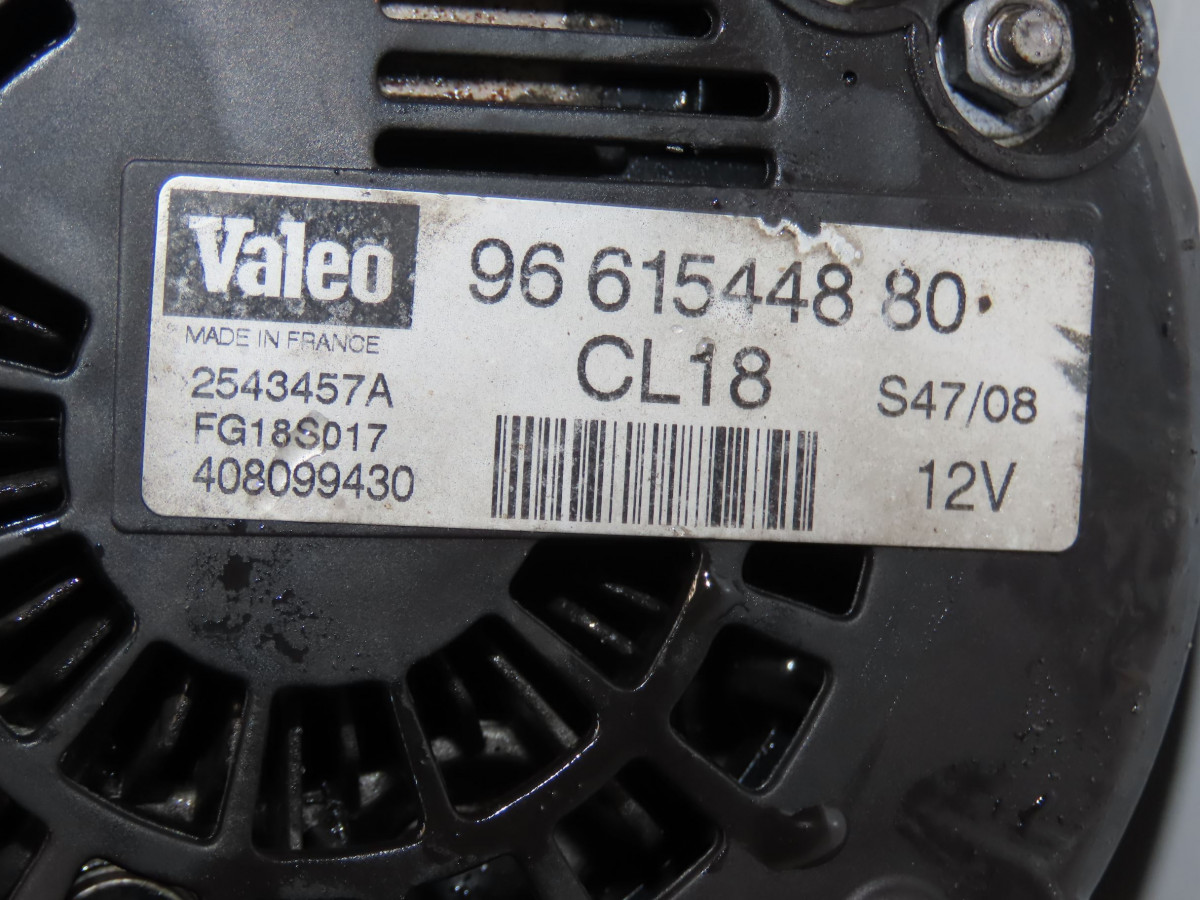 Valeo
MADE IN FRANCE
2543457A
FG18S017
408099430
96 615448 80
CL18
S47/08
12V